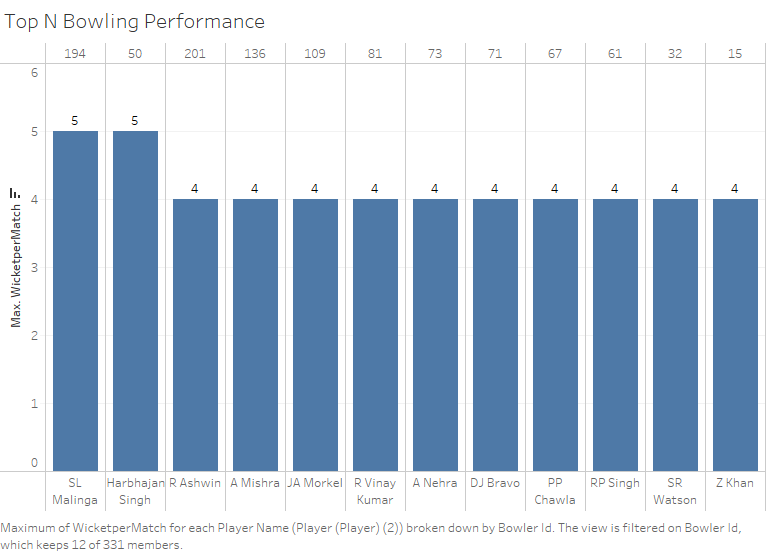 Top N Bowling Performance
194 50 201 136 109 81 73 71 67 61 32 15
6
5
4
3
2
1
0
Max. WicketperMatch
5 5 4 4 4 4 4 4 4 4 4 4
SL Malinga
Harbhajan Singh
R Ashwin
A Mishra
JA Morkel
R Vinay Kumar
A Nehra
DJ Bravo
PP Chawla
RP Singh
SR Watson
Z Khan
Maximum of WicketperMatch for each Player Name (Player (Player) (2)) broken down by Bowler Id. The view is filtered on Bowler Id,
which keeps 12 of 331 members.